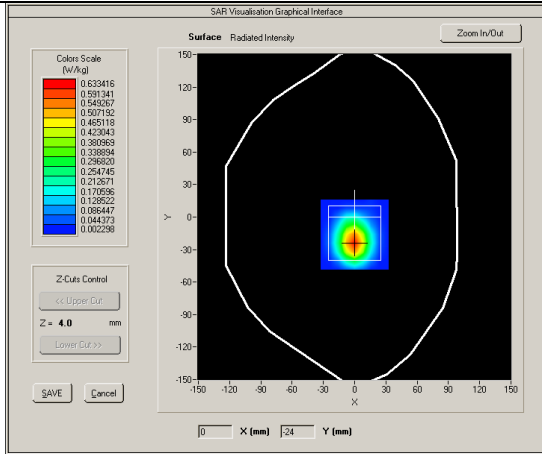 SAR Visualisation Graphical Interface
Surface Radiated Intensity
Zoom In/Out
Colors Scale
(W/kg)
0.633416
0.591341
0.549267
0.507192
0.465118
0.423043
0.380969
0.338894
0.296820
0.254745
0.212671
0.170596
0.128522
0.086447
0.044373
0.002298
Z-Cuts Control
<< Upper Cut
Z = 4.0 mm
Lower Cut >>
SAVE Cancel
150
120
90
60
30
0
-30
-60
-90
-120
-150
Y
-150 -120 -90 -60 -30 0 30 60 90 120 150
X
0 X (mm) -24 Y (mm)